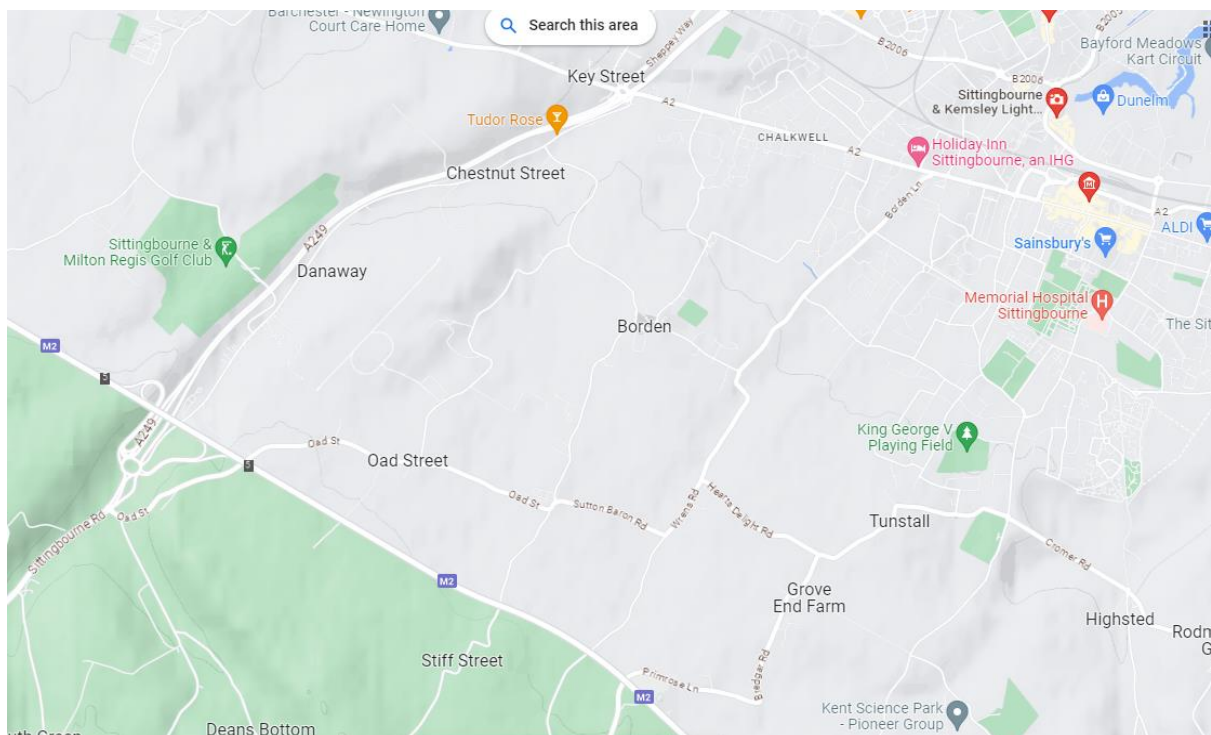 Barchester - Newington
Court Care Home
Search this area
Sheppey Way
B2006
B2005
Bayford Meadows
Kart Circuit
Key Street
A2
B2006
Sittingbourne
& Kemsley Light...
Dunelm
Tudor Rose
CHALKWELL
A2
Holiday Inn
Sittingbourne, an IHG
Chestnut Street
Borden Ln
A2
ALDI
Sainsbury's
Sittingbourne &
Milton Regis Golf Club
A249
Danaway
Memorial Hospital
Sittingbourne
The Sit
Borden
M2
5
King George V
Playing Field
A249
Oad St
Oad Street
5
Oad St
Sutton Baron Rd
Wrens Rd
Hearts Delight Rd
Tunstall
Sittingbourne Rd
Oad St
Cromer Rd
M2
Grove
End Farm
Highsted
Rodm
G
Stiff Street
Primrose Ln
Bredgar Rd
M2
Kent Science Park
- Pioneer Group
Deans Bottom
uth Green